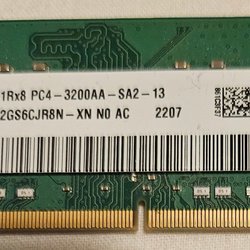 1Rx8 PC4-3200AA-SA2-13
2GS6CJR8N-XN N0 AC 2207